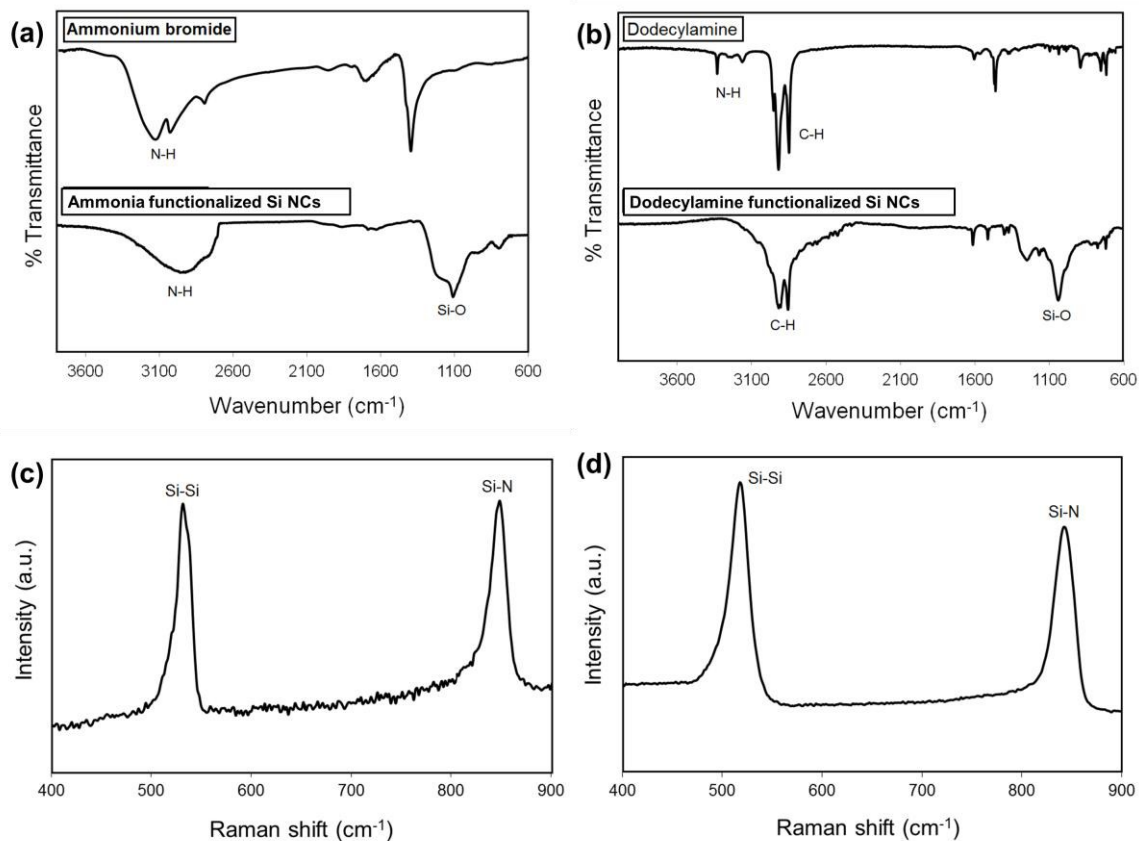 (a)
Ammonium bromide
N-H
Ammonia functionalized Si NCs
N-H
Si-O
% Transmittance
3600 3100 2600 2100 1600 1100 600
Wavenumber (cm-1)
(b)
Dodecylamine
N-H
C-H
Dodecylamine functionalized Si NCs
C-H
Si-O
% Transmittance
3600 3100 2600 2100 1600 1100 600
Wavenumber (cm-1)
(c)
Si-Si
Si-N
Intensity (a.u.)
400 500 600 700 800 900
Raman shift (cm-1)
(d)
Si-Si
Si-N
Intensity (a.u.)
400 500 600 700 800 900
Raman shift (cm-1)